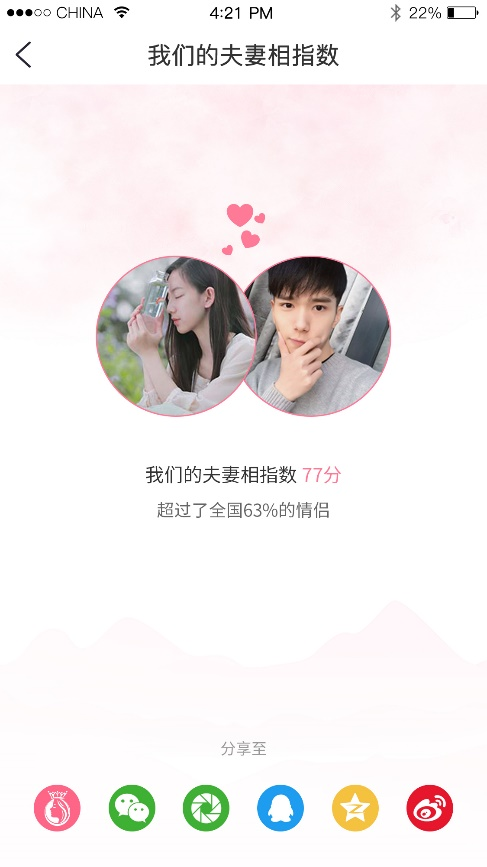 CHINA 4:21 PM 22%
我们的夫妻相指数
我们的夫妻相指数 77分
超过了全国63%的情侣
分享至